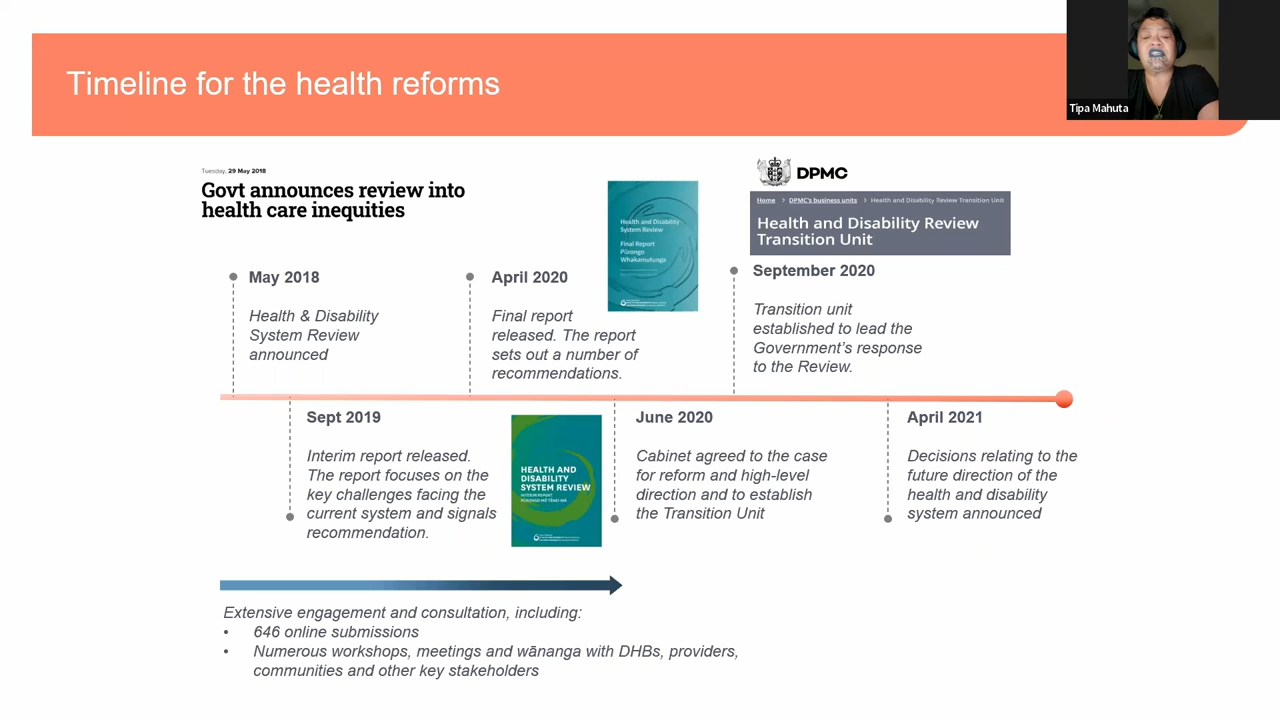 Timeline for the health reforms
Tipa Mahuta
Tuesday, 29 May 2018
Govt announces review into
health care inequities
Health and Disability
System Review
Final Report
Pūrongo
Whakamutunga
DPMC
Home > DPMC's business units > Health and Disability Review Transition Unit
Health and Disability Review
Transition Unit
May 2018
Health & Disability
System Review
announced
April 2020
Final report
released. The report
sets out a number of
recommendations.
September 2020
Transition unit
established to lead the
Government's response
to the Review.
Sept 2019
Interim report released.
The report focuses on the
key challenges facing the
current system and signals
recommendation.
HEALTH AND
DISABILITY
SYSTEM REVIEW
INTERIM REPORT
June 2020
Cabinet agreed to the case
for reform and high-level
direction and to establish
the Transition Unit
April 2021
Decisions relating to the
future direction of the
health and disability
system announced
Extensive engagement and consultation, including:
• 646 online submissions
• Numerous workshops, meetings and wānanga with DHBs, providers,
communities and other key stakeholders